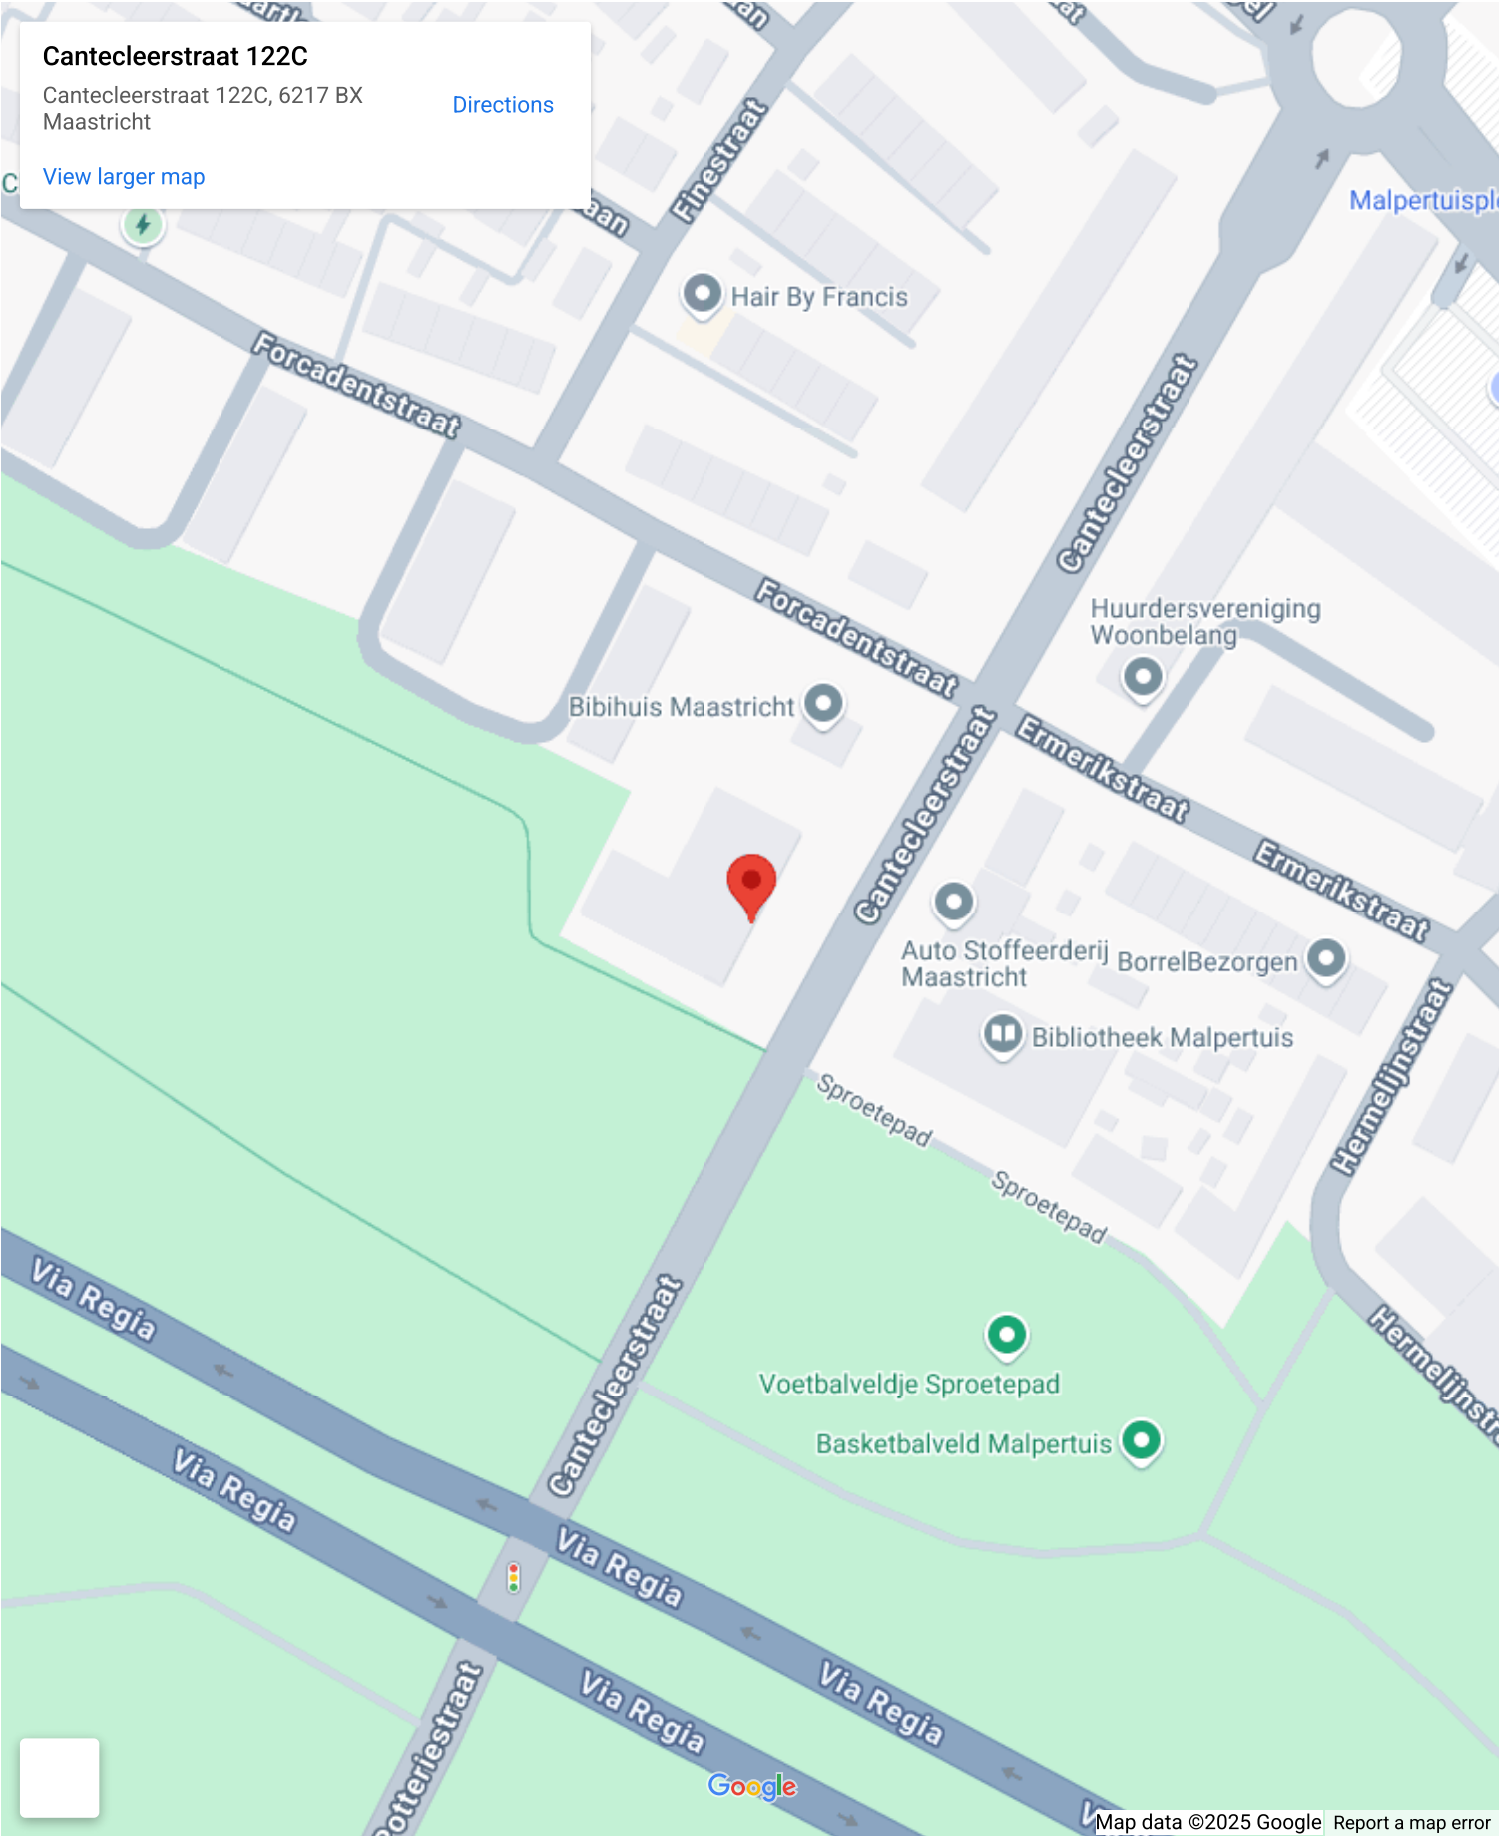 Cantecleerstraat 122C
Cantecleerstraat 122C, 6217 BX
Maastricht
Directions
View larger map
Finestraat
Malpertuisple
Hair By Francis
Forcadentstraat
Cantecleerstraat
Forcadentstraat
Huurdersvereniging
Woonbelang
Bibihuis Maastricht
Cantecleerstraat
Ermerikstraat
Ermerikstraat
Auto Stoffeerderij
Maastricht
BorrelBezorgen
Bibliotheek Malpertuis
Hermelijnstraat
Sproetepad
Sproetepad
Via Regia
Cantecleerstraat
Hermelijnstra
Voetbalveldje Sproetepad
Basketbalveld Malpertuis
Via Regia
Via Regia
Via Regia
Via Regia
Potteriestraat
Google
Map data ©2025 Google
Report a map error